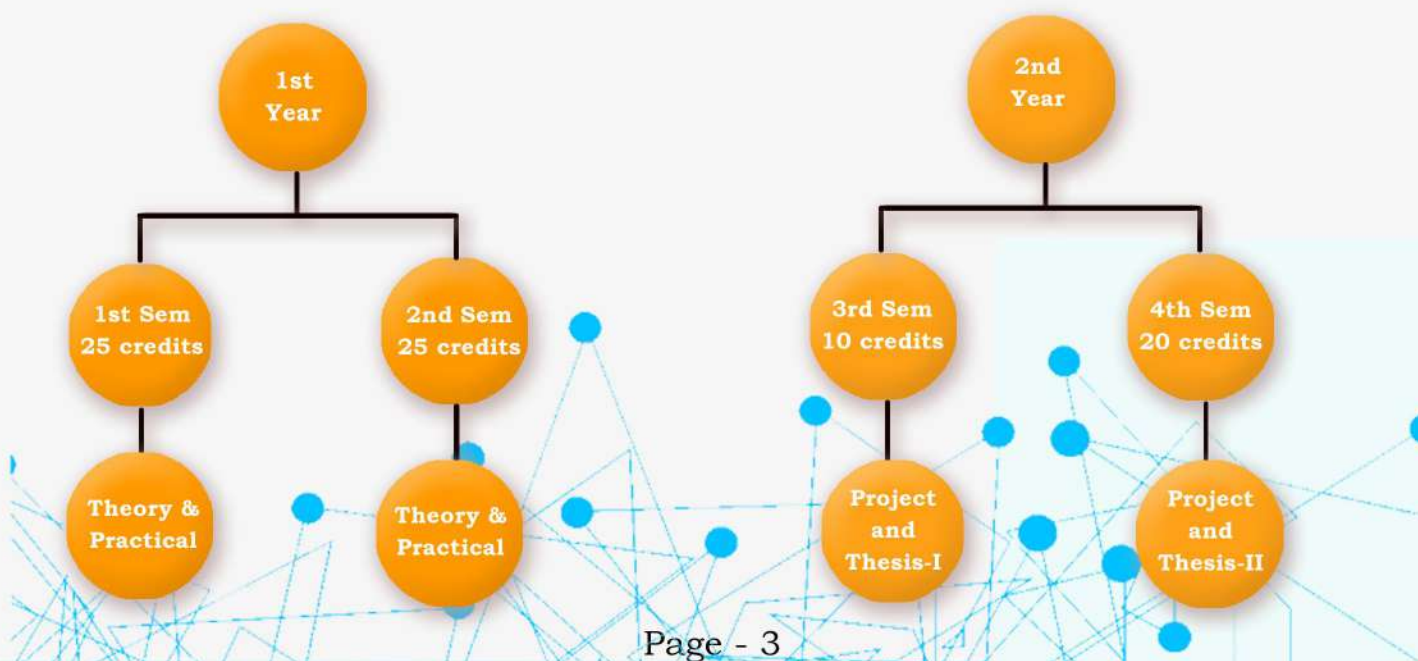 1st
Year
2nd
Year
1st Sem
25 credits
2nd Sem
25 credits
3rd Sem
10 credits
4th Sem
20 credits
Theory &
Practical
Theory &
Practical
Project
and
Thesis-I
Project
and
Thesis-II
Page - 3